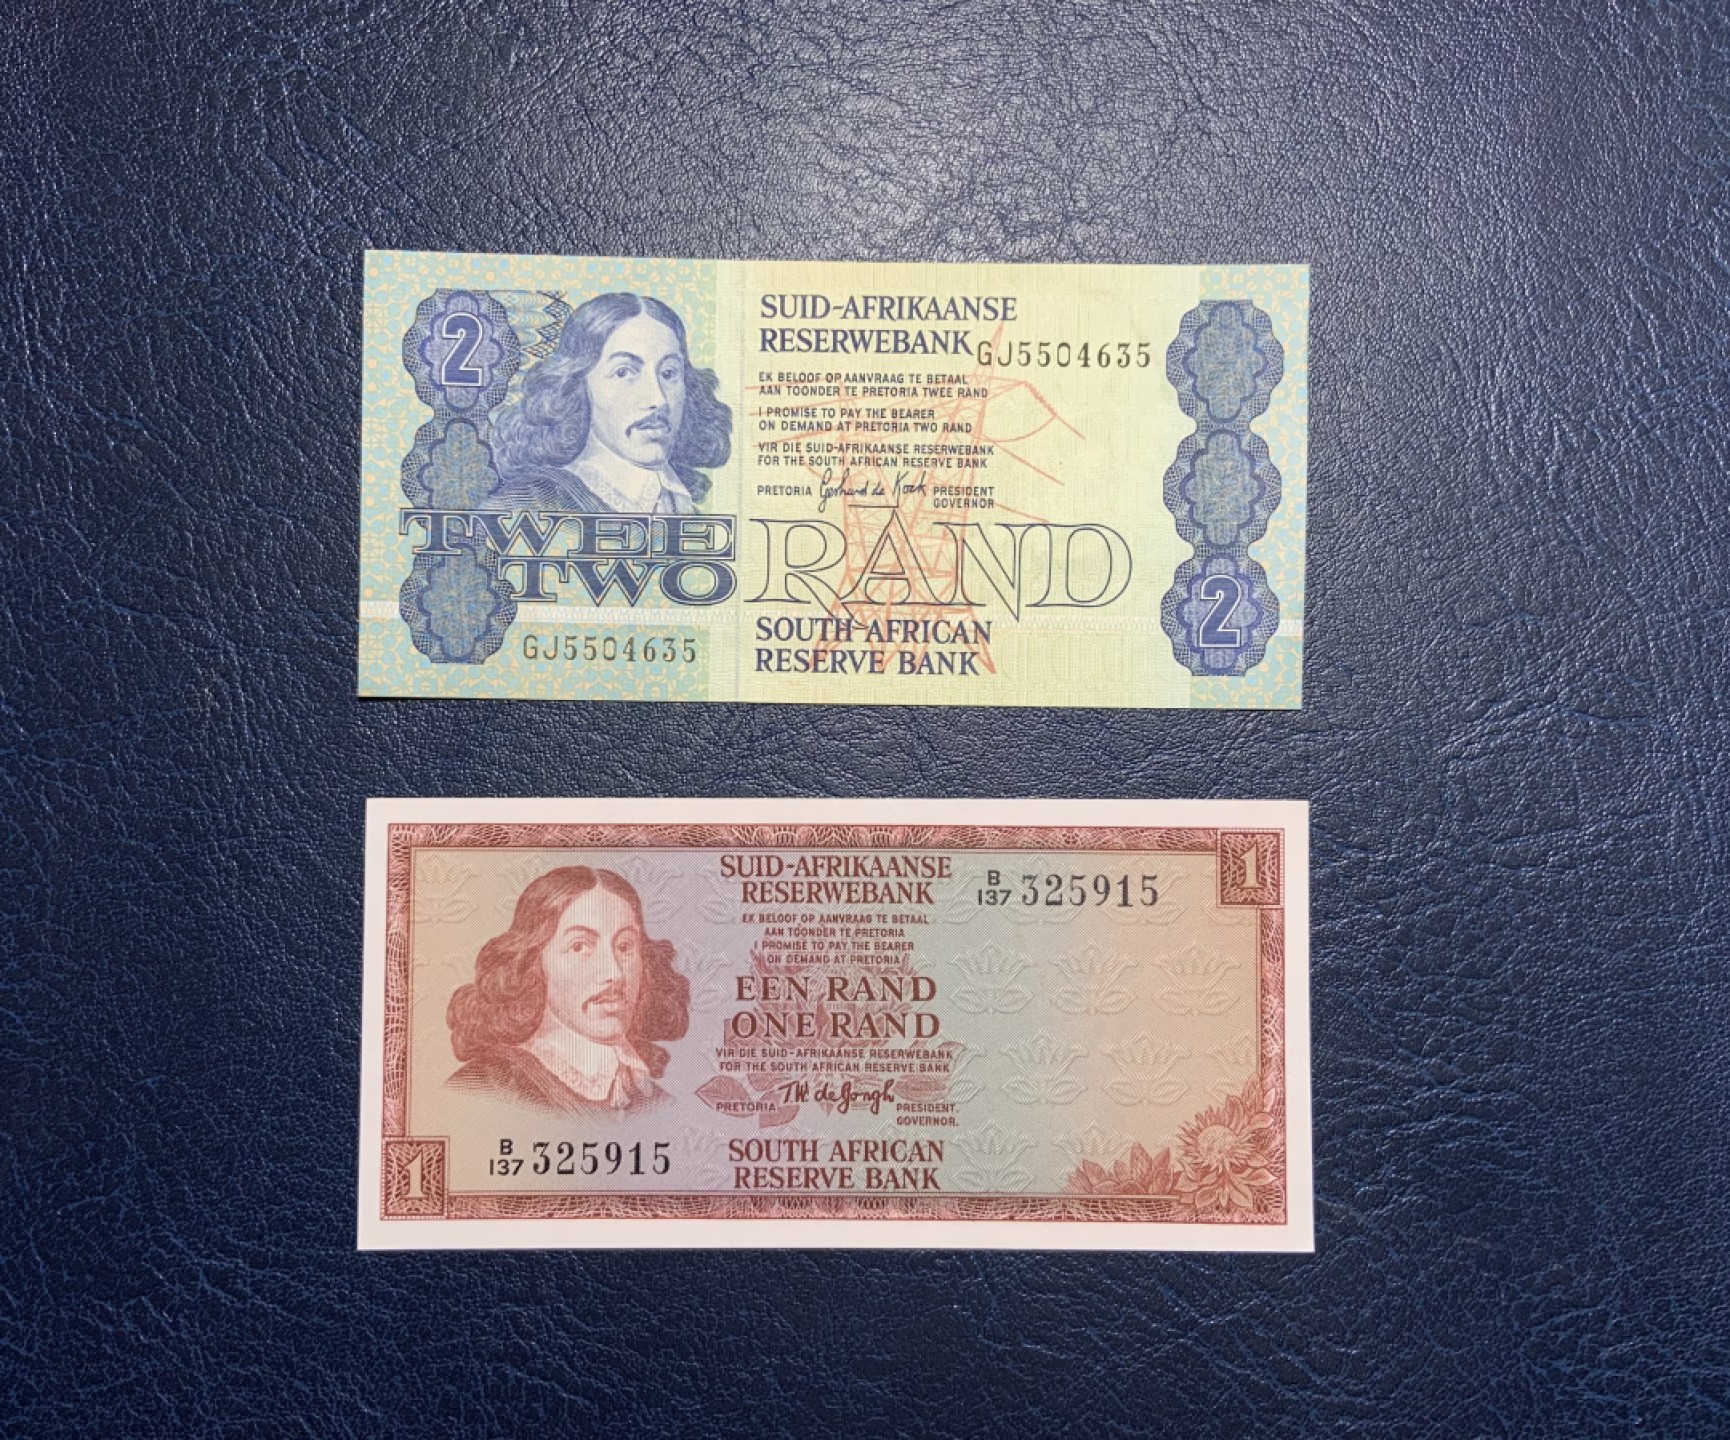 2
SUID-AFRIKAANSE
RESERWEBANK
GJ5504635
EK BELOOF OP AANVRAAG TE BETAAL
AAN TOONDER TE PRETORIA TWEE RAND
I PROMISE TO PAY THE BEARER
ON DEMAND AT PRETORIA TWO RAND
VIR DIE SUID-AFRIKAANSE RESERWEBANK
FOR THE SOUTH AFRICAN RESERVE BANK
PRETORIA Gerhard de Kock PRESIDENT
GOVERNOR
TWEE
TWO
RAND
2
SOUTH AFRICAN
RESERVE BANK
GJ5504635
1
SUID-AFRIKAANSE
RESERWEBANK
B/137 325915
EK BELOOF OP AANVRAAG TE BETAAL
AAN TOONDER TE PRETORIA
I PROMISE TO PAY THE BEARER
ON DEMAND AT PRETORIA
EEN RAND
ONE RAND
VIR DIE SUID-AFRIKAANSE RESERWEBANK
FOR THE SOUTH AFRICAN RESERVE BANK
PRETORIA T.W. de Jongh PRESIDENT.
GOVERNOR.
B/137 325915
SOUTH AFRICAN
RESERVE BANK
1